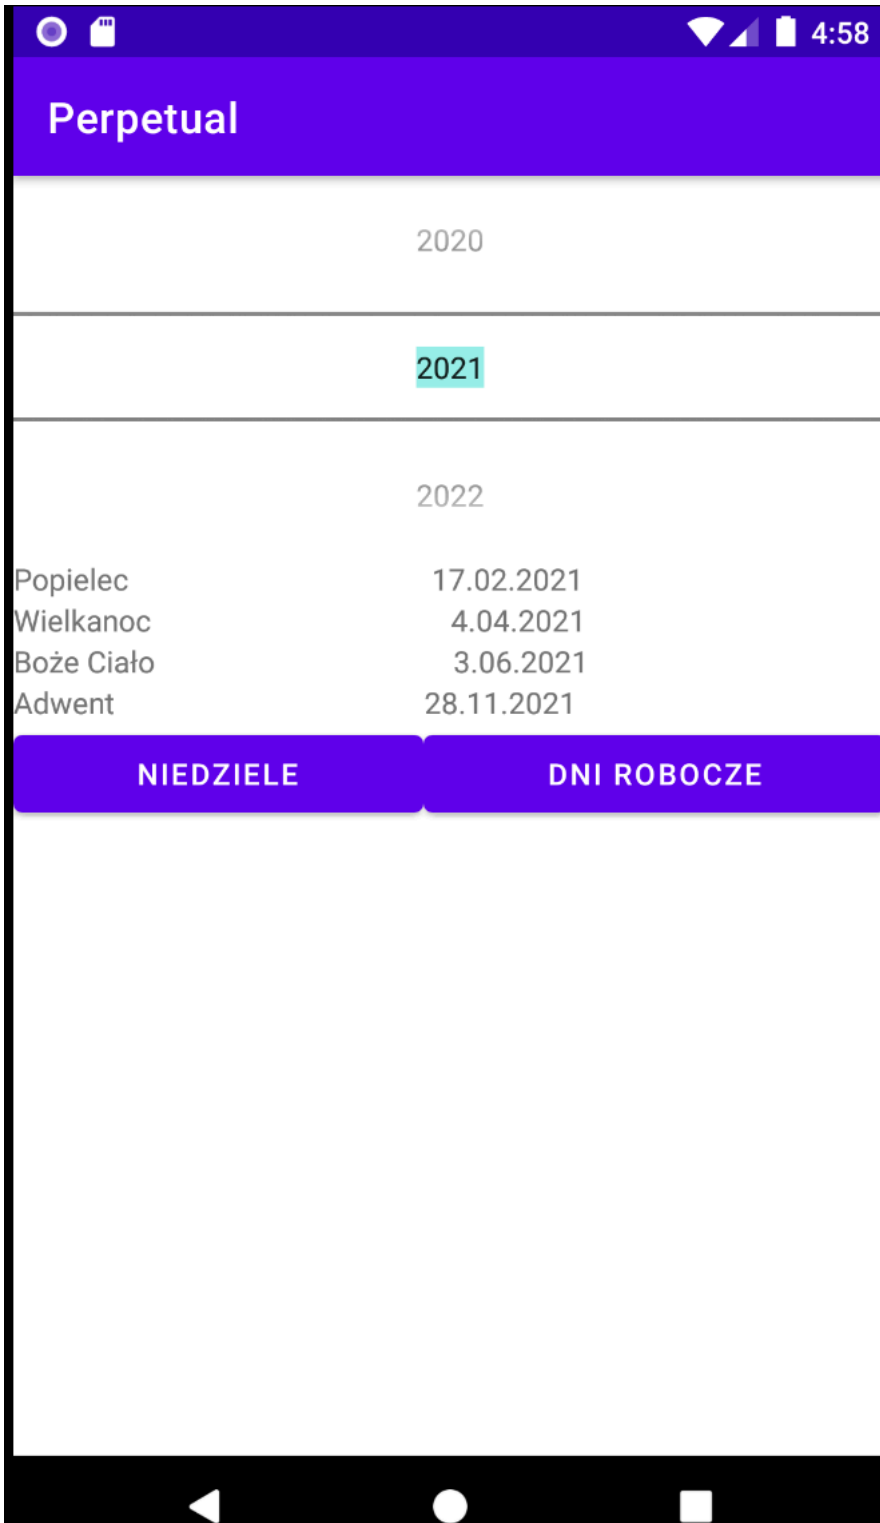 4:58
Perpetual
2020
2021
2022
Popielec 17.02.2021
Wielkanoc 4.04.2021
Boże Ciało 3.06.2021
Adwent 28.11.2021
NIEDZIELE DNI ROBOCZE